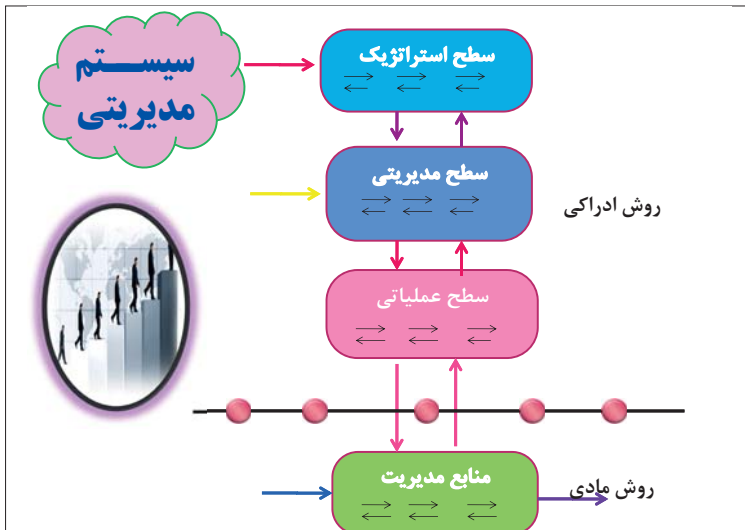 سیستم
مدیریتی
سطح استراتژیک
سطح مدیریتی
روش ادراکی
سطح عملیاتی
منابع مدیریت
روش مادی